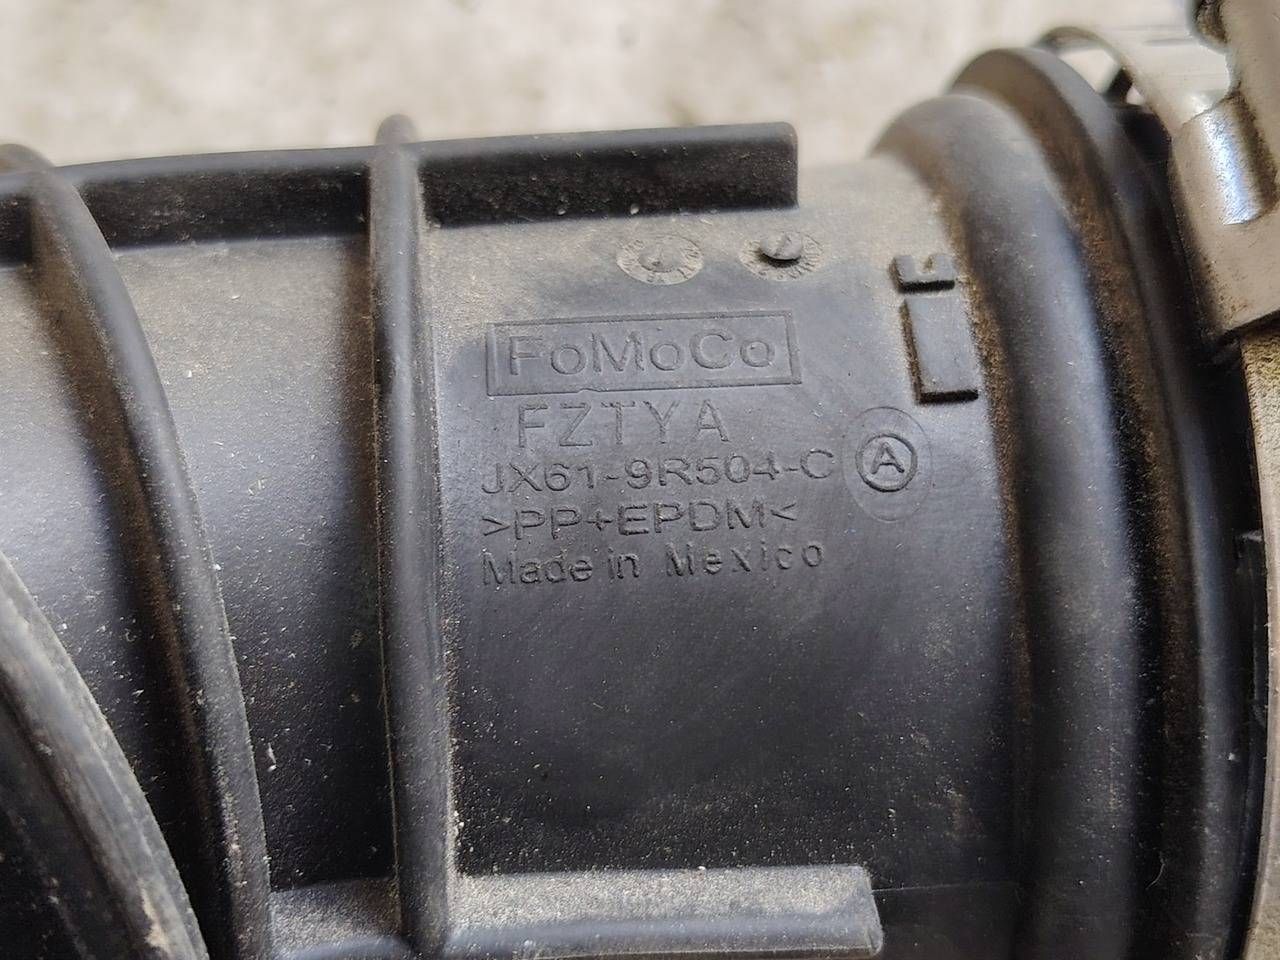 FoMoCo
FZTYA
JX61-9R504-C
A
>PP+EPDM<
Made in Mexico